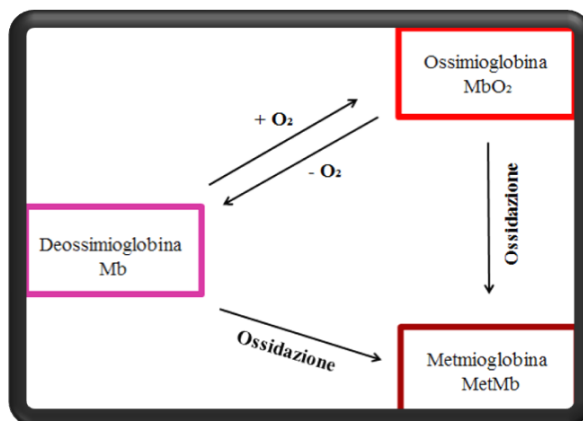 Ossimioglobina
MbO₂
+ O₂
- O₂
Deossimioglobina
Mb
Ossidazione
Ossidazione
Metmioglobina
MetMb